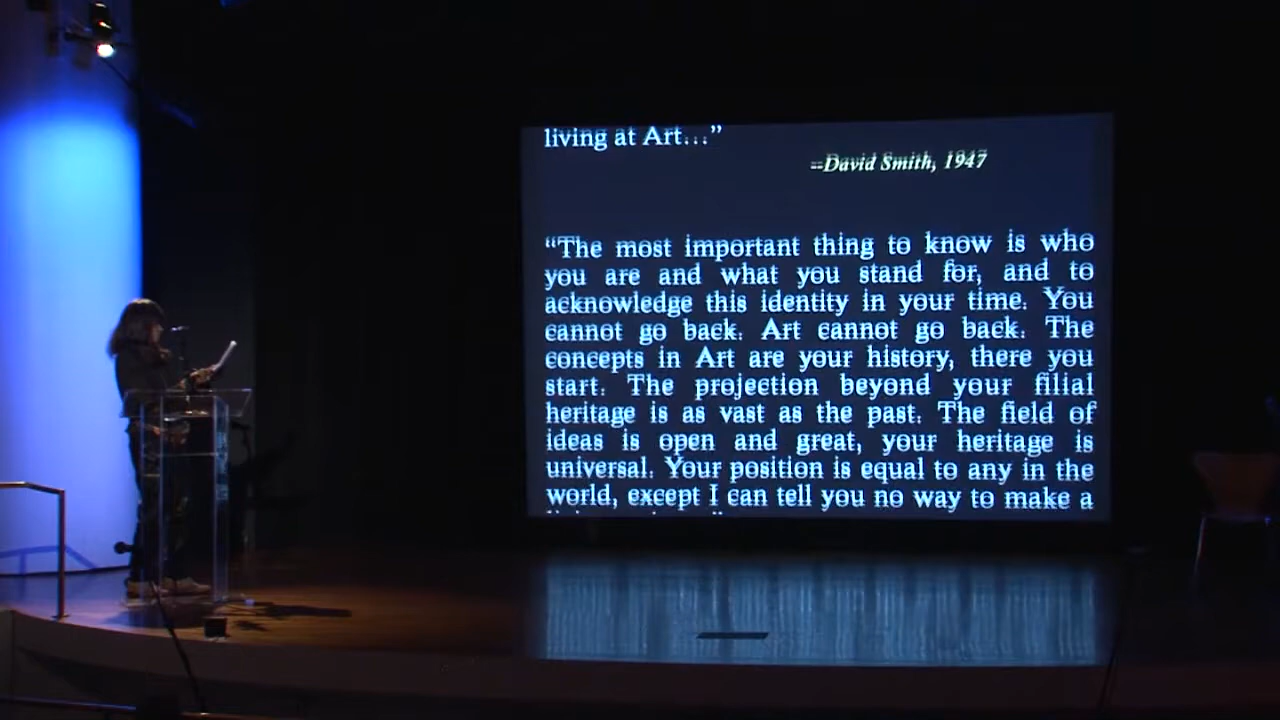 living at Art..."
--David Smith, 1947
"The most important thing to know is who
you are and what you stand for, and to
acknowledge this identity in your time. You
cannot go back. Art cannot go back. The
concepts in Art are your history, there you
start. The projection beyond your filial
heritage is as vast as the past. The field of
ideas is open and great, your heritage is
universal. Your position is equal to any in the
world, except I can tell you no way to make a